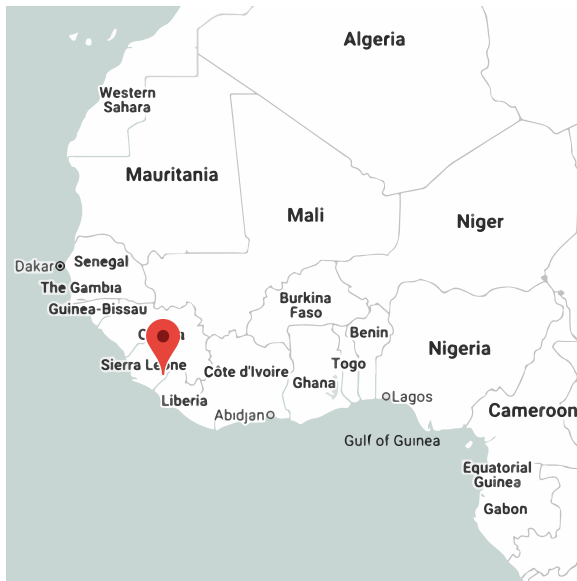 Algeria
Western
Sahara
Mauritania
Mali
Niger
Dakar
Senegal
The Gambia
Guinea-Bissau
Burkina
Faso
Benin
Nigeria
Sierra Leone
Côte d'Ivoire
Togo
Ghana
Liberia
Abidjan
Lagos
Cameroon
Gulf of Guinea
Equatorial
Guinea
Gabon